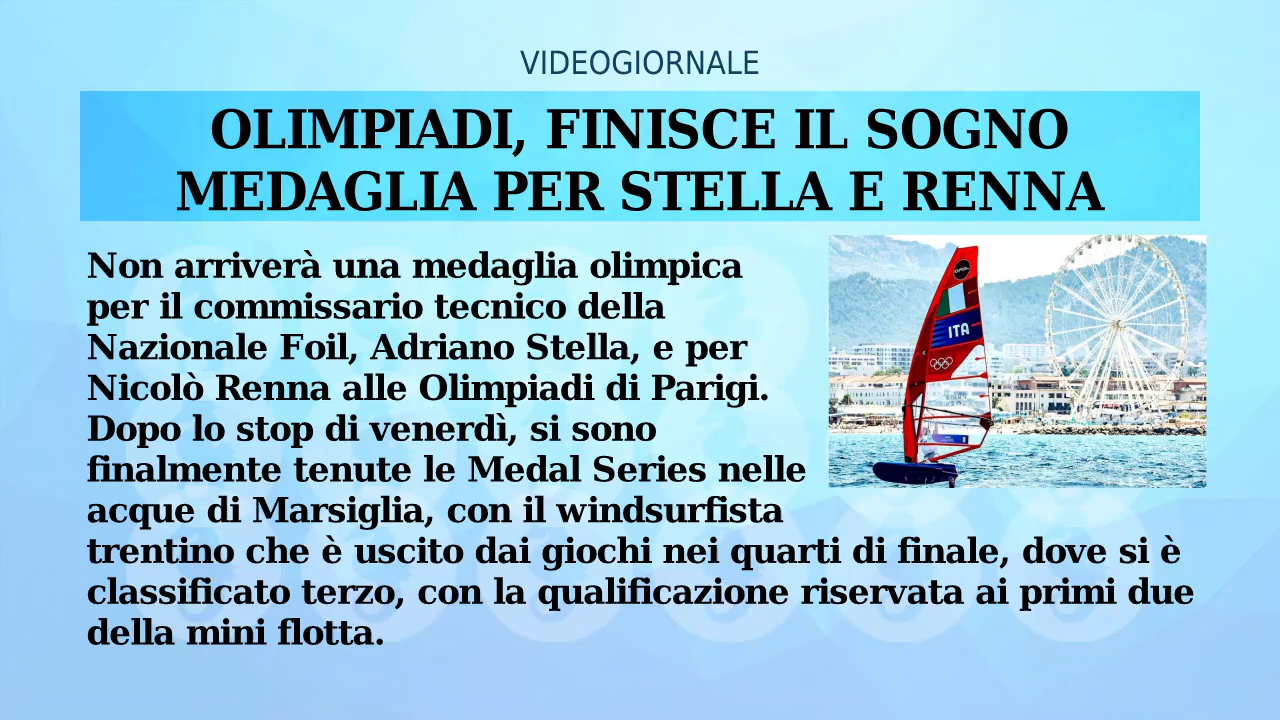 VIDEOGIORNALE
OLIMPIADI, FINISCE IL SOGNO
MEDAGLIA PER STELLA E RENNA
Non arriverà una medaglia olimpica
per il commissario tecnico della
Nazionale Foil, Adriano Stella, e per
Nicolò Renna alle Olimpiadi di Parigi.
Dopo lo stop di venerdì, si sono
finalmente tenute le Medal Series nelle
acque di Marsiglia, con il windsurfista
trentino che è uscito dai giochi nei quarti di finale, dove si è
classificato terzo, con la qualificazione riservata ai primi due
della mini flotta.
ITA